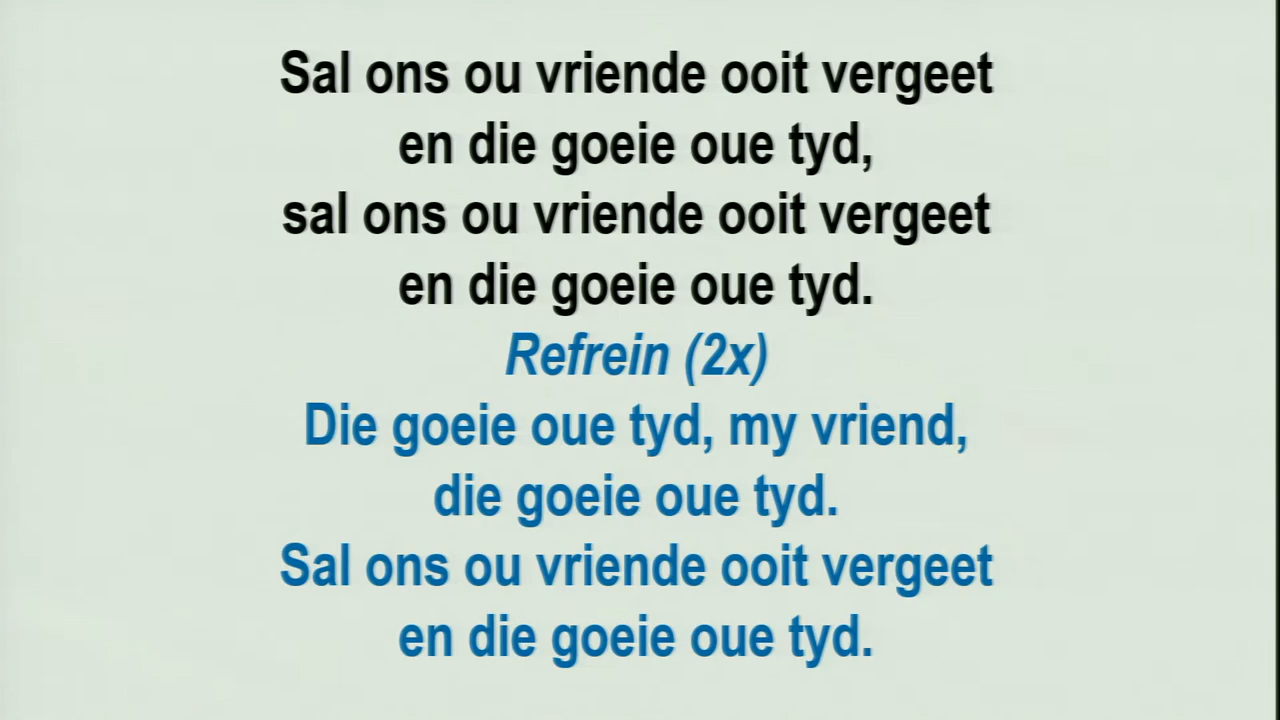 Sal ons ou vriende ooit vergeet
en die goeie oue tyd,
sal ons ou vriende ooit vergeet
en die goeie oue tyd.
Refrein (2x)
Die goeie oue tyd, my vriend,
die goeie oue tyd.
Sal ons ou vriende ooit vergeet
en die goeie oue tyd.